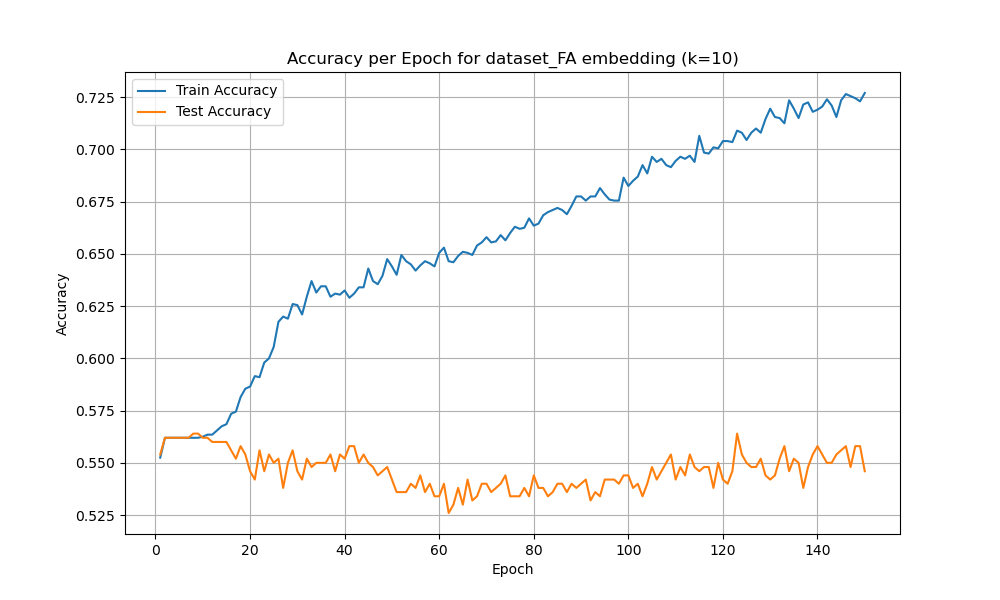 Accuracy per Epoch for dataset_FA embedding (k=10)
Train Accuracy
Test Accuracy
Accuracy
0.725
0.700
0.675
0.650
0.625
0.600
0.575
0.550
0.525
0 20 40 60 80 100 120 140
Epoch